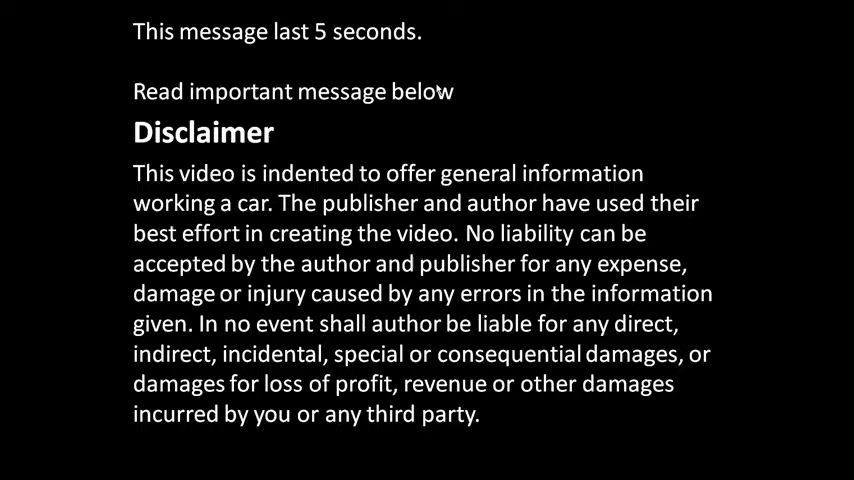 This message last 5 seconds.
Read important message below
Disclaimer
This video is indented to offer general information
working a car. The publisher and author have used their
best effort in creating the video. No liability can be
accepted by the author and publisher for any expense,
damage or injury caused by any errors in the information
given. In no event shall author be liable for any direct,
indirect, incidental, special or consequential damages, or
damages for loss of profit, revenue or other damages
incurred by you or any third party.